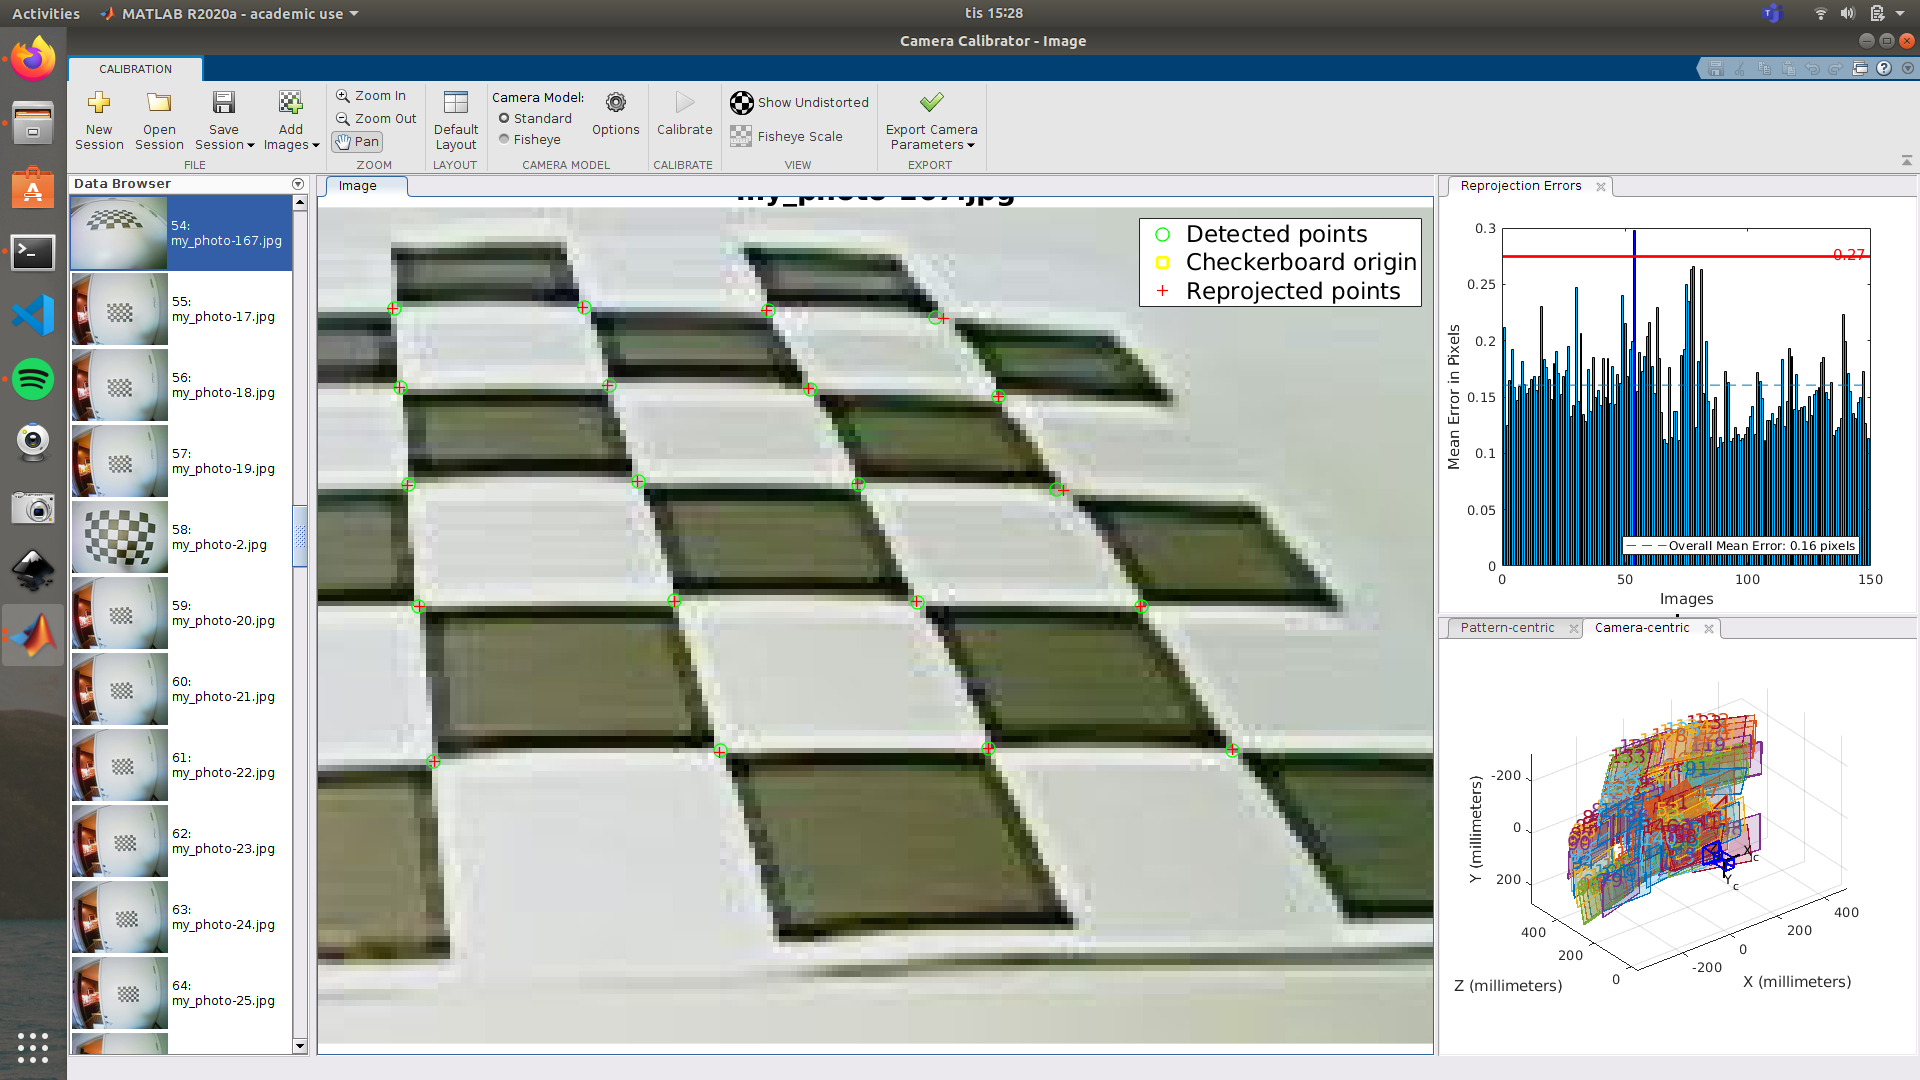 Activities
MATLAB R2020a - academic use
tis 15:28
Camera Calibrator - Image
CALIBRATION
New Session
Open Session
Save Session
Add Images
FILE
Zoom In
Zoom Out
Pan
ZOOM
Default Layout
LAYOUT
Camera Model:
Standard
Fisheye
Options
CAMERA MODEL
Calibrate
CALIBRATE
Show Undistorted
Fisheye Scale
VIEW
Export Camera Parameters
EXPORT
Data Browser
54:
my_photo-167.jpg
55:
my_photo-17.jpg
56:
my_photo-18.jpg
57:
my_photo-19.jpg
58:
my_photo-2.jpg
59:
my_photo-20.jpg
60:
my_photo-21.jpg
61:
my_photo-22.jpg
62:
my_photo-23.jpg
63:
my_photo-24.jpg
64:
my_photo-25.jpg
Image
my_photo-167.jpg
Detected points
Checkerboard origin
Reprojected points
Reprojection Errors
0.3
0.27
0.25
0.2
0.15
0.1
0.05
0
Mean Error in Pixels
Overall Mean Error: 0.16 pixels
0 50 100 150
Images
Pattern-centric
Camera-centric
-200
0
200
Y (millimeters)
400
200
0
Z (millimeters)
-200
0
200
400
X (millimeters)
Xc
Yc